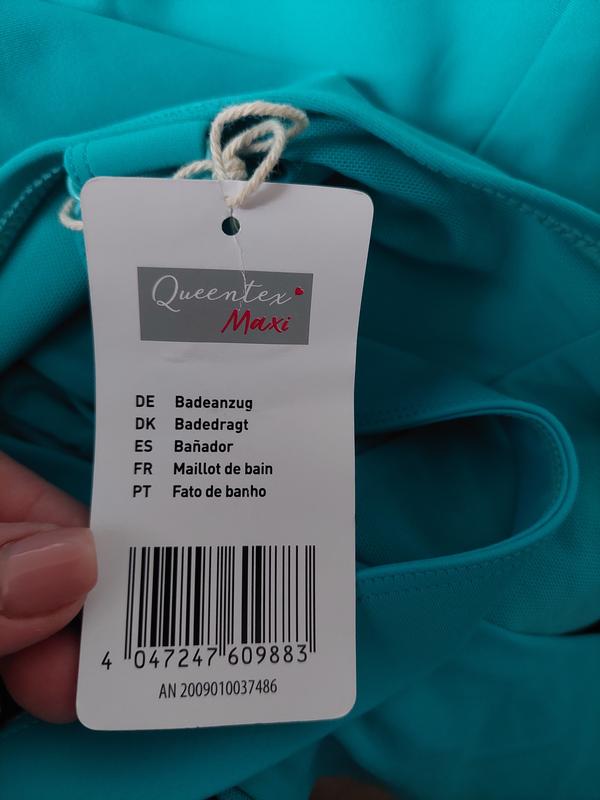 Queentex
Maxi
DE Badeanzug
DK Badedragt
ES Bañador
FR Maillot de bain
PT Fato de banho
4 047247 609883
AN 2009010037486